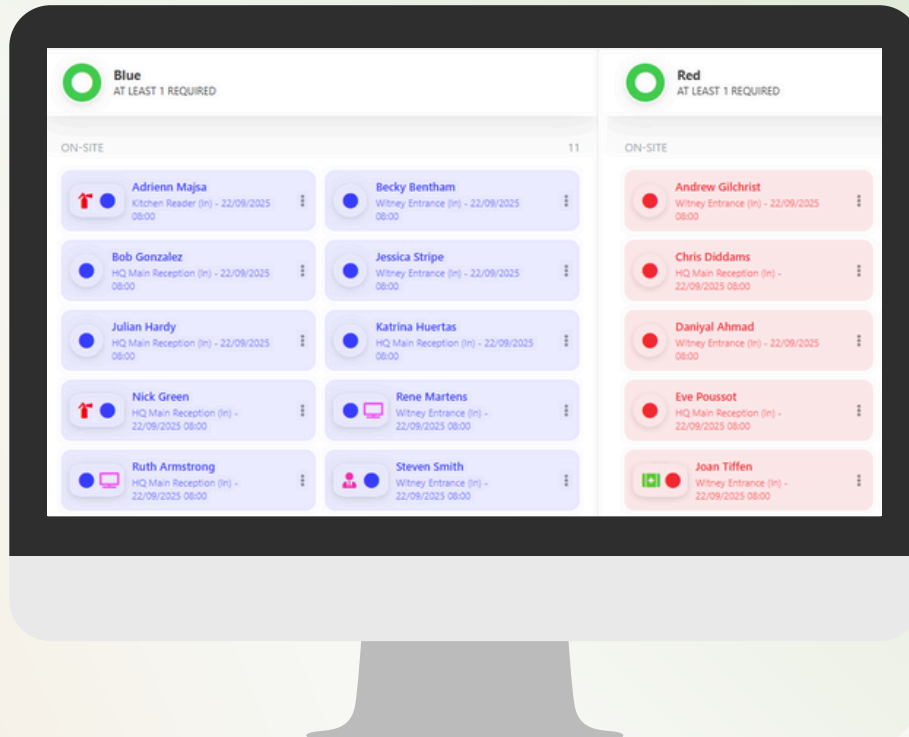 Blue
AT LEAST 1 REQUIRED
ON-SITE 11
Adrienn Majsa
Kitchen Reader (In) - 22/09/2025
08:00
Becky Bentham
Witney Entrance (In) - 22/09/2025
08:00
Bob Gonzalez
HQ Main Reception (In) - 22/09/2025
08:00
Jessica Stripe
Witney Entrance (In) - 22/09/2025
08:00
Julian Hardy
HQ Main Reception (In) - 22/09/2025
08:00
Katrina Huertas
HQ Main Reception (In) - 22/09/2025
08:00
Nick Green
HQ Main Reception (In) -
22/09/2025 08:00
Rene Martens
Witney Entrance (In) -
22/09/2025 08:00
Ruth Armstrong
HQ Main Reception (In) -
22/09/2025 08:00
Steven Smith
Witney Entrance (In) -
22/09/2025 08:00
Red
AT LEAST 1 REQUIRED
ON-SITE
Andrew Gilchrist
Witney Entrance (In) - 22/09/2025
08:00
Chris Diddams
HQ Main Reception (In) -
22/09/2025 08:00
Daniyal Ahmad
Witney Entrance (In) - 22/09/2025
08:00
Eve Poussot
HQ Main Reception (In) -
22/09/2025 08:00
Joan Tiffen
Witney Entrance (In) -
22/09/2025 08:00